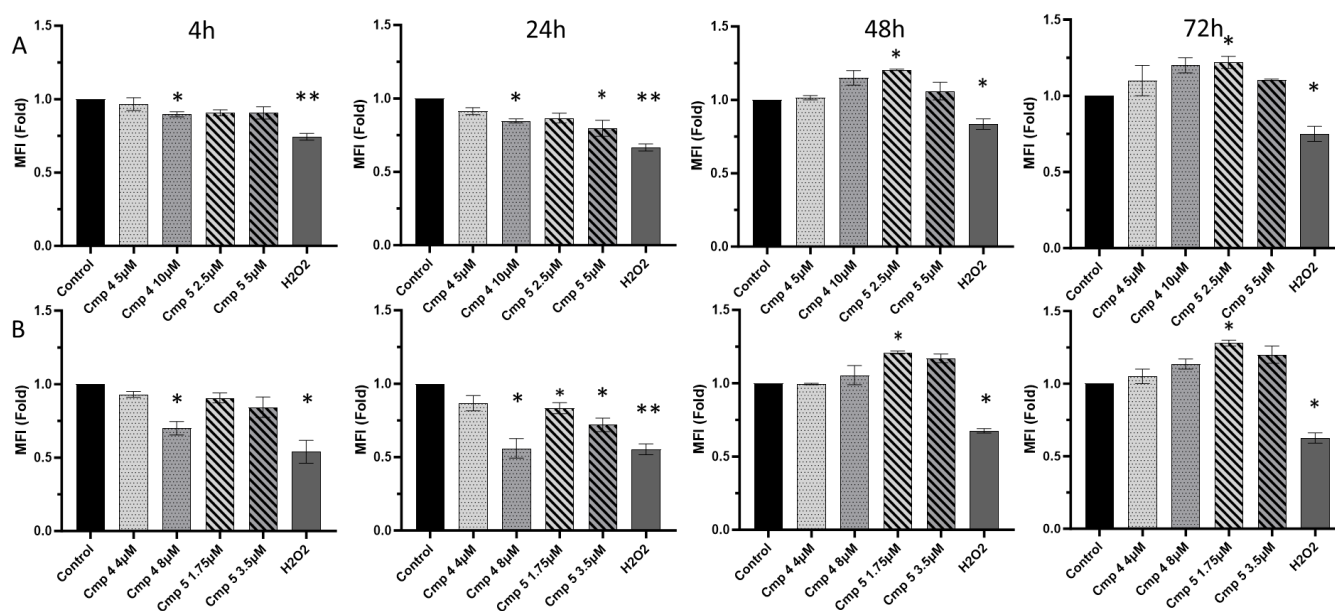 4h
24h
48h
72h
A
MFI (Fold)
1.5
1.0
0.5
0.0
**
*
Control
Cmp 4 5μM
Cmp 4 10μM
Cmp 5 2.5μM
Cmp 5 5μM
H2O2
MFI (Fold)
1.5
1.0
0.5
0.0
**
*
*
Control
Cmp 4 5μM
Cmp 4 10μM
Cmp 5 2.5μM
Cmp 5 5μM
H2O2
MFI (Fold)
1.5
1.0
0.5
0.0
*
*
Control
Cmp 4 5μM
Cmp 4 10μM
Cmp 5 2.5μM
Cmp 5 5μM
H2O2
MFI (Fold)
1.5
1.0
0.5
0.0
*
*
Control
Cmp 4 5μM
Cmp 4 10μM
Cmp 5 2.5μM
Cmp 5 5μM
H2O2
B
MFI (Fold)
1.5
1.0
0.5
0.0
*
*
Control
Cmp 4 4μM
Cmp 4 8μM
Cmp 5 1.75μM
Cmp 5 3.5μM
H2O2
MFI (Fold)
1.5
1.0
0.5
0.0
*
*
*
**
Control
Cmp 4 4μM
Cmp 4 8μM
Cmp 5 1.75μM
Cmp 5 3.5μM
H2O2
MFI (Fold)
1.5
1.0
0.5
0.0
*
*
Control
Cmp 4 4μM
Cmp 4 8μM
Cmp 5 1.75μM
Cmp 5 3.5μM
H2O2
MFI (Fold)
1.5
1.0
0.5
0.0
*
*
Control
Cmp 4 4μM
Cmp 4 8μM
Cmp 5 1.75μM
Cmp 5 3.5μM
H2O2